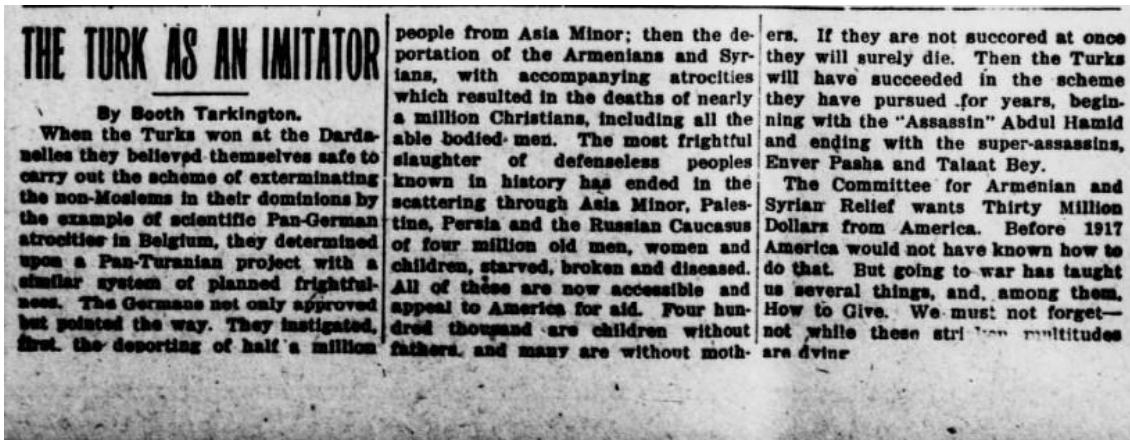 THE TURK AS AN IMITATOR
By Booth Tarkington.
When the Turks won at the Darda-
nelles they believed themselves safe to
carry out the scheme of exterminating
the non-Moslems in their dominions by
the example of scientific Pan-German
atrocities in Belgium, they determined
upon a Pan-Turanian project with a
similar system of planned frightful-
ness. The Germans not only approved
but pointed the way. They instigated,
first, the deporting of half a million
people from Asia Minor; then the de-
portation of the Armenians and Syr-
ians, with accompanying atrocities
which resulted in the deaths of nearly
a million Christians, including all the
able bodied men. The most frightful
slaughter of defenseless peoples
known in history has ended in the
scattering through Asia Minor, Pales-
tine, Persia and the Russian Caucasus
of four million old men, women and
children, starved, broken and diseased.
All of these are now accessible and
appeal to America for aid. Four hun-
dred thousand are children without
fathers, and many are without moth-
ers. If they are not succored at once
they will surely die. Then the Turks
will have succeeded in the scheme
they have pursued for years, begin-
ning with the "Assassin" Abdul Hamid
and ending with the super-assassins,
Enver Pasha and Talaat Bey.
The Committee for Armenian and
Syrian Relief wants Thirty Million
Dollars from America. Before 1917
America would not have known how to
do that. But going to war has taught
us several things, and, among them,
How to Give. We must not forget—
not while these multitudes
are dying